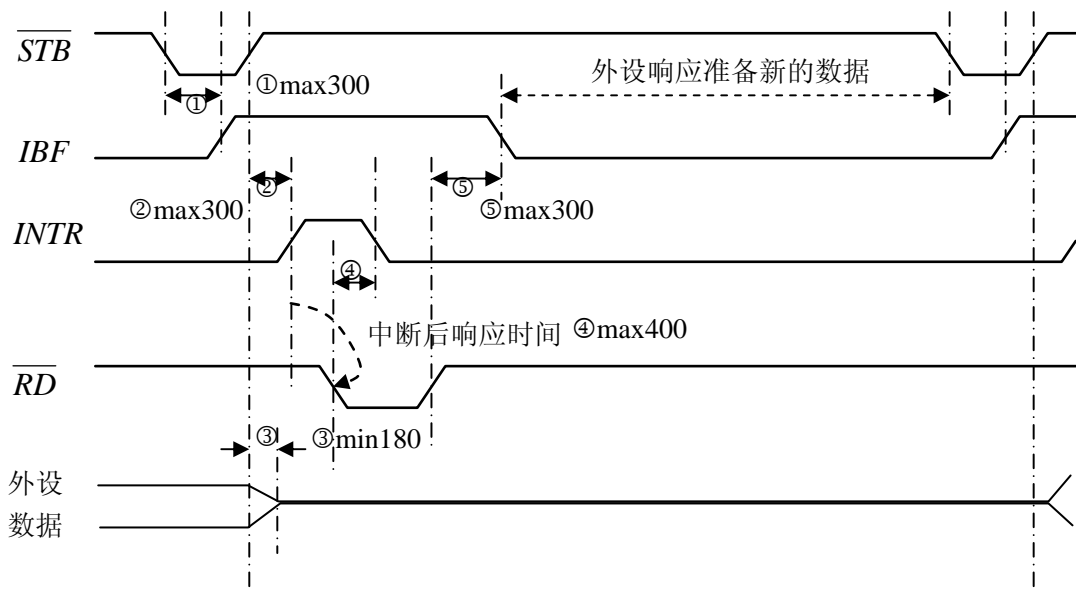 STB
①
①max300
外设响应准备新的数据
IBF
②
⑤
②max300
⑤max300
INTR
④
中断后响应时间 ④max400
RD
③
③min180
外设
数据